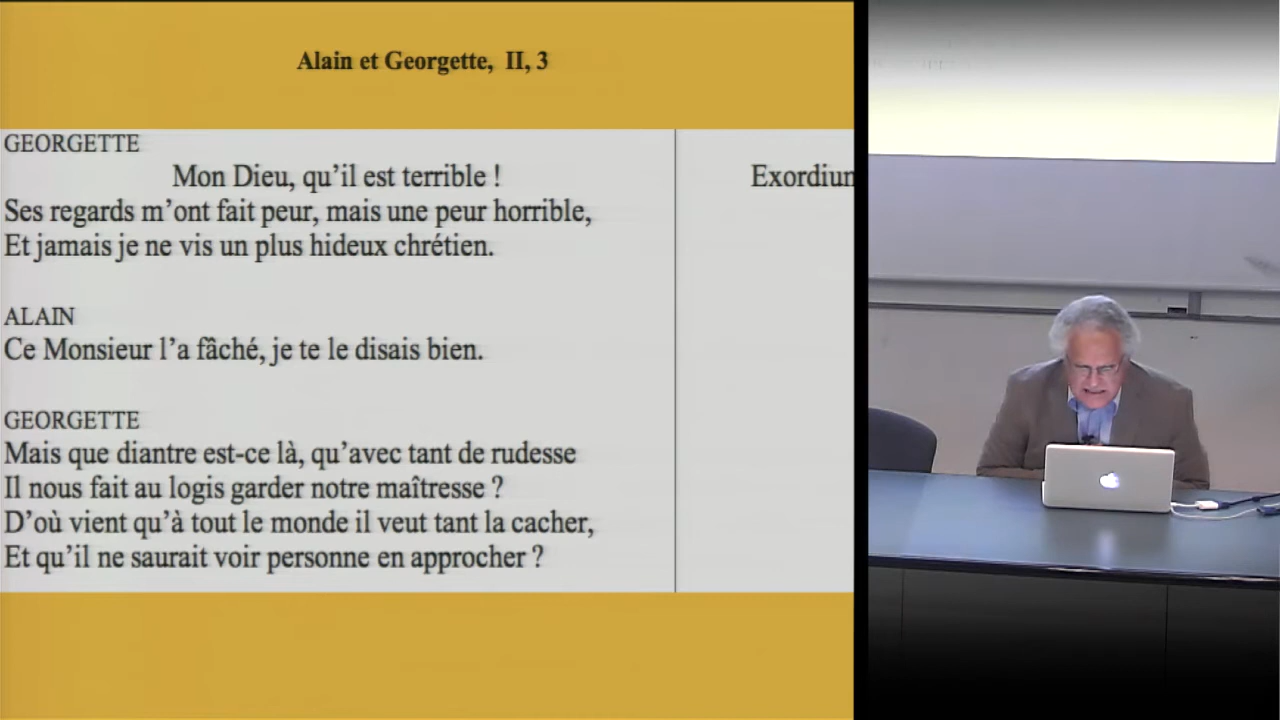 Alain et Georgette, II, 3
GEORGETTE
Mon Dieu, qu’il est terrible !
Exordiun
Ses regards m’ont fait peur, mais une peur horrible,
Et jamais je ne vis un plus hideux chrétien.
ALAIN
Ce Monsieur l’a fâché, je te le disais bien.
GEORGETTE
Mais que diantre est-ce là, qu’avec tant de rudesse
Il nous fait au logis garder notre maîtresse ?
D’où vient qu’à tout le monde il veut tant la cacher,
Et qu’il ne saurait voir personne en approcher ?